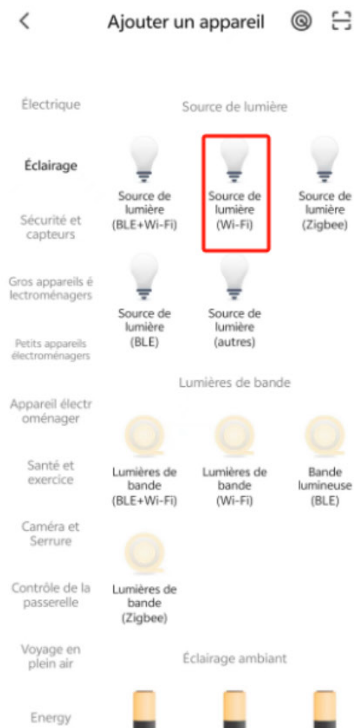 Ajouter un appareil
Électrique
Éclairage
Sécurité et
capteurs
Gros appareils é
lectroménagers
Petits appareils
électroménagers
Appareil électr
oménager
Santé et
exercice
Caméra et
Serrure
Contrôle de la
passerelle
Voyage en
plein air
Energy
Source de lumière
Source de
lumière
(BLE+Wi-Fi)
Source de
lumière
(Wi-Fi)
Source de
lumière
(Zigbee)
Source de
lumière
(BLE)
Source de
lumière
(autres)
Lumières de bande
Lumières de
bande
(BLE+Wi-Fi)
Lumières de
bande
(Wi-Fi)
Bande
lumineuse
(BLE)
Lumières de
bande
(Zigbee)
Éclairage ambiant